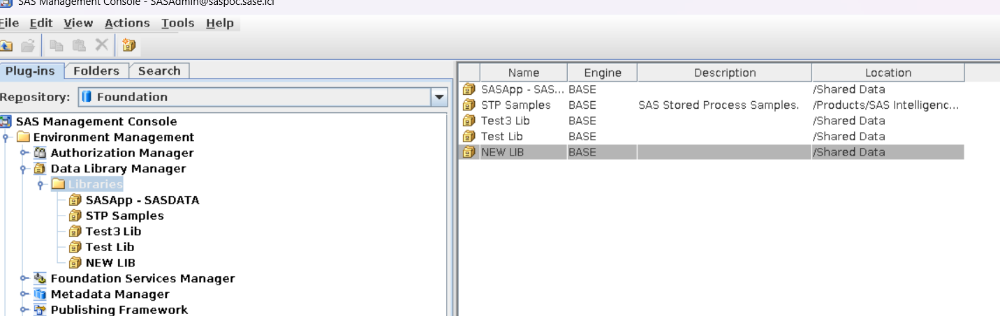 SAS Management Console - SASAdmin@saspoc.sase.lcl
File Edit View Actions Tools Help
Plug-ins Folders Search
Repository: Foundation
SAS Management Console
Environment Management
Authorization Manager
Data Library Manager
Libraries
SASApp - SASDATA
STP Samples
Test3 Lib
Test Lib
NEW LIB
Foundation Services Manager
Metadata Manager
Publishing Framework
Name Engine Description Location
SASApp - SAS... BASE /Shared Data
STP Samples BASE SAS Stored Process Samples. /Products/SAS Intelligenc...
Test3 Lib BASE /Shared Data
Test Lib BASE /Shared Data
NEW LIB BASE /Shared Data